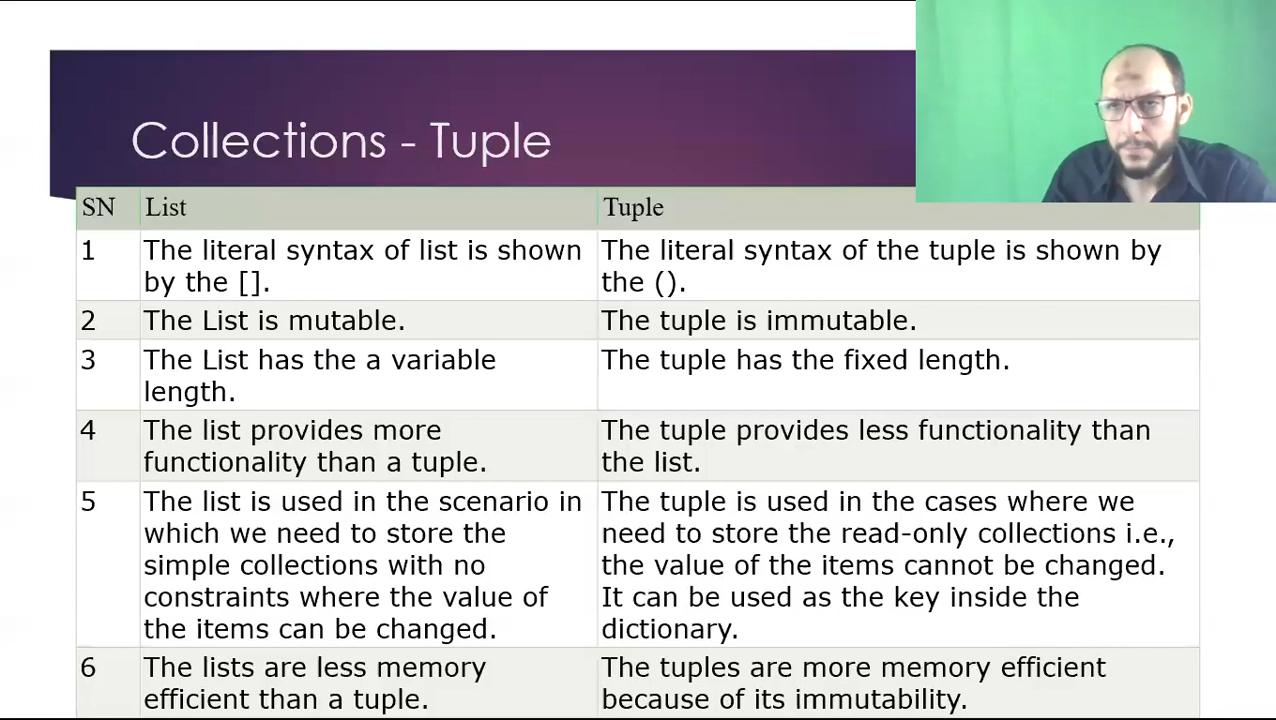 Collections - Tuple
SN List Tuple
1 The literal syntax of list is shown The literal syntax of the tuple is shown by
by the []. the ().
2 The List is mutable. The tuple is immutable.
3 The List has the a variable The tuple has the fixed length.
length.
4 The list provides more The tuple provides less functionality than
functionality than a tuple. the list.
5 The list is used in the scenario in The tuple is used in the cases where we
which we need to store the need to store the read-only collections i.e.,
simple collections with no the value of the items cannot be changed.
constraints where the value of It can be used as the key inside the
the items can be changed. dictionary.
6 The lists are less memory The tuples are more memory efficient
efficient than a tuple. because of its immutability.